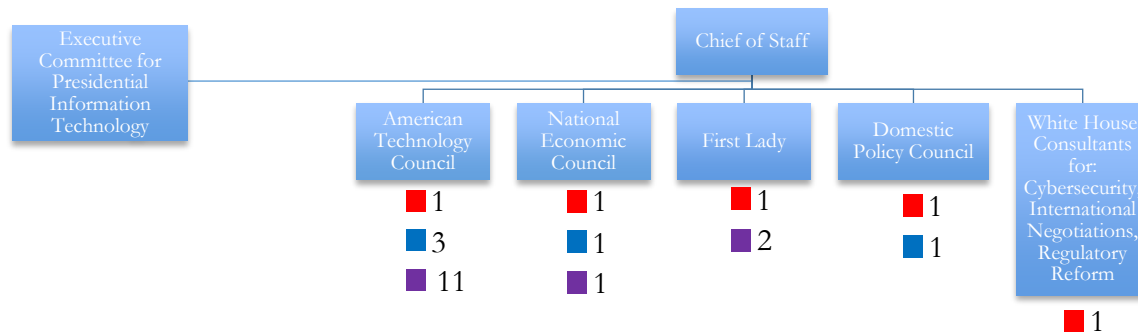 Executive
Committee for
Presidential
Information
Technology
Chief of Staff
American
Technology
Council
1
3
11
National
Economic
Council
1
1
1
First Lady
1
2
Domestic
Policy Council
1
1
White House
Consultants
for:
Cybersecurity,
International
Negotiations,
Regulatory
Reform
1